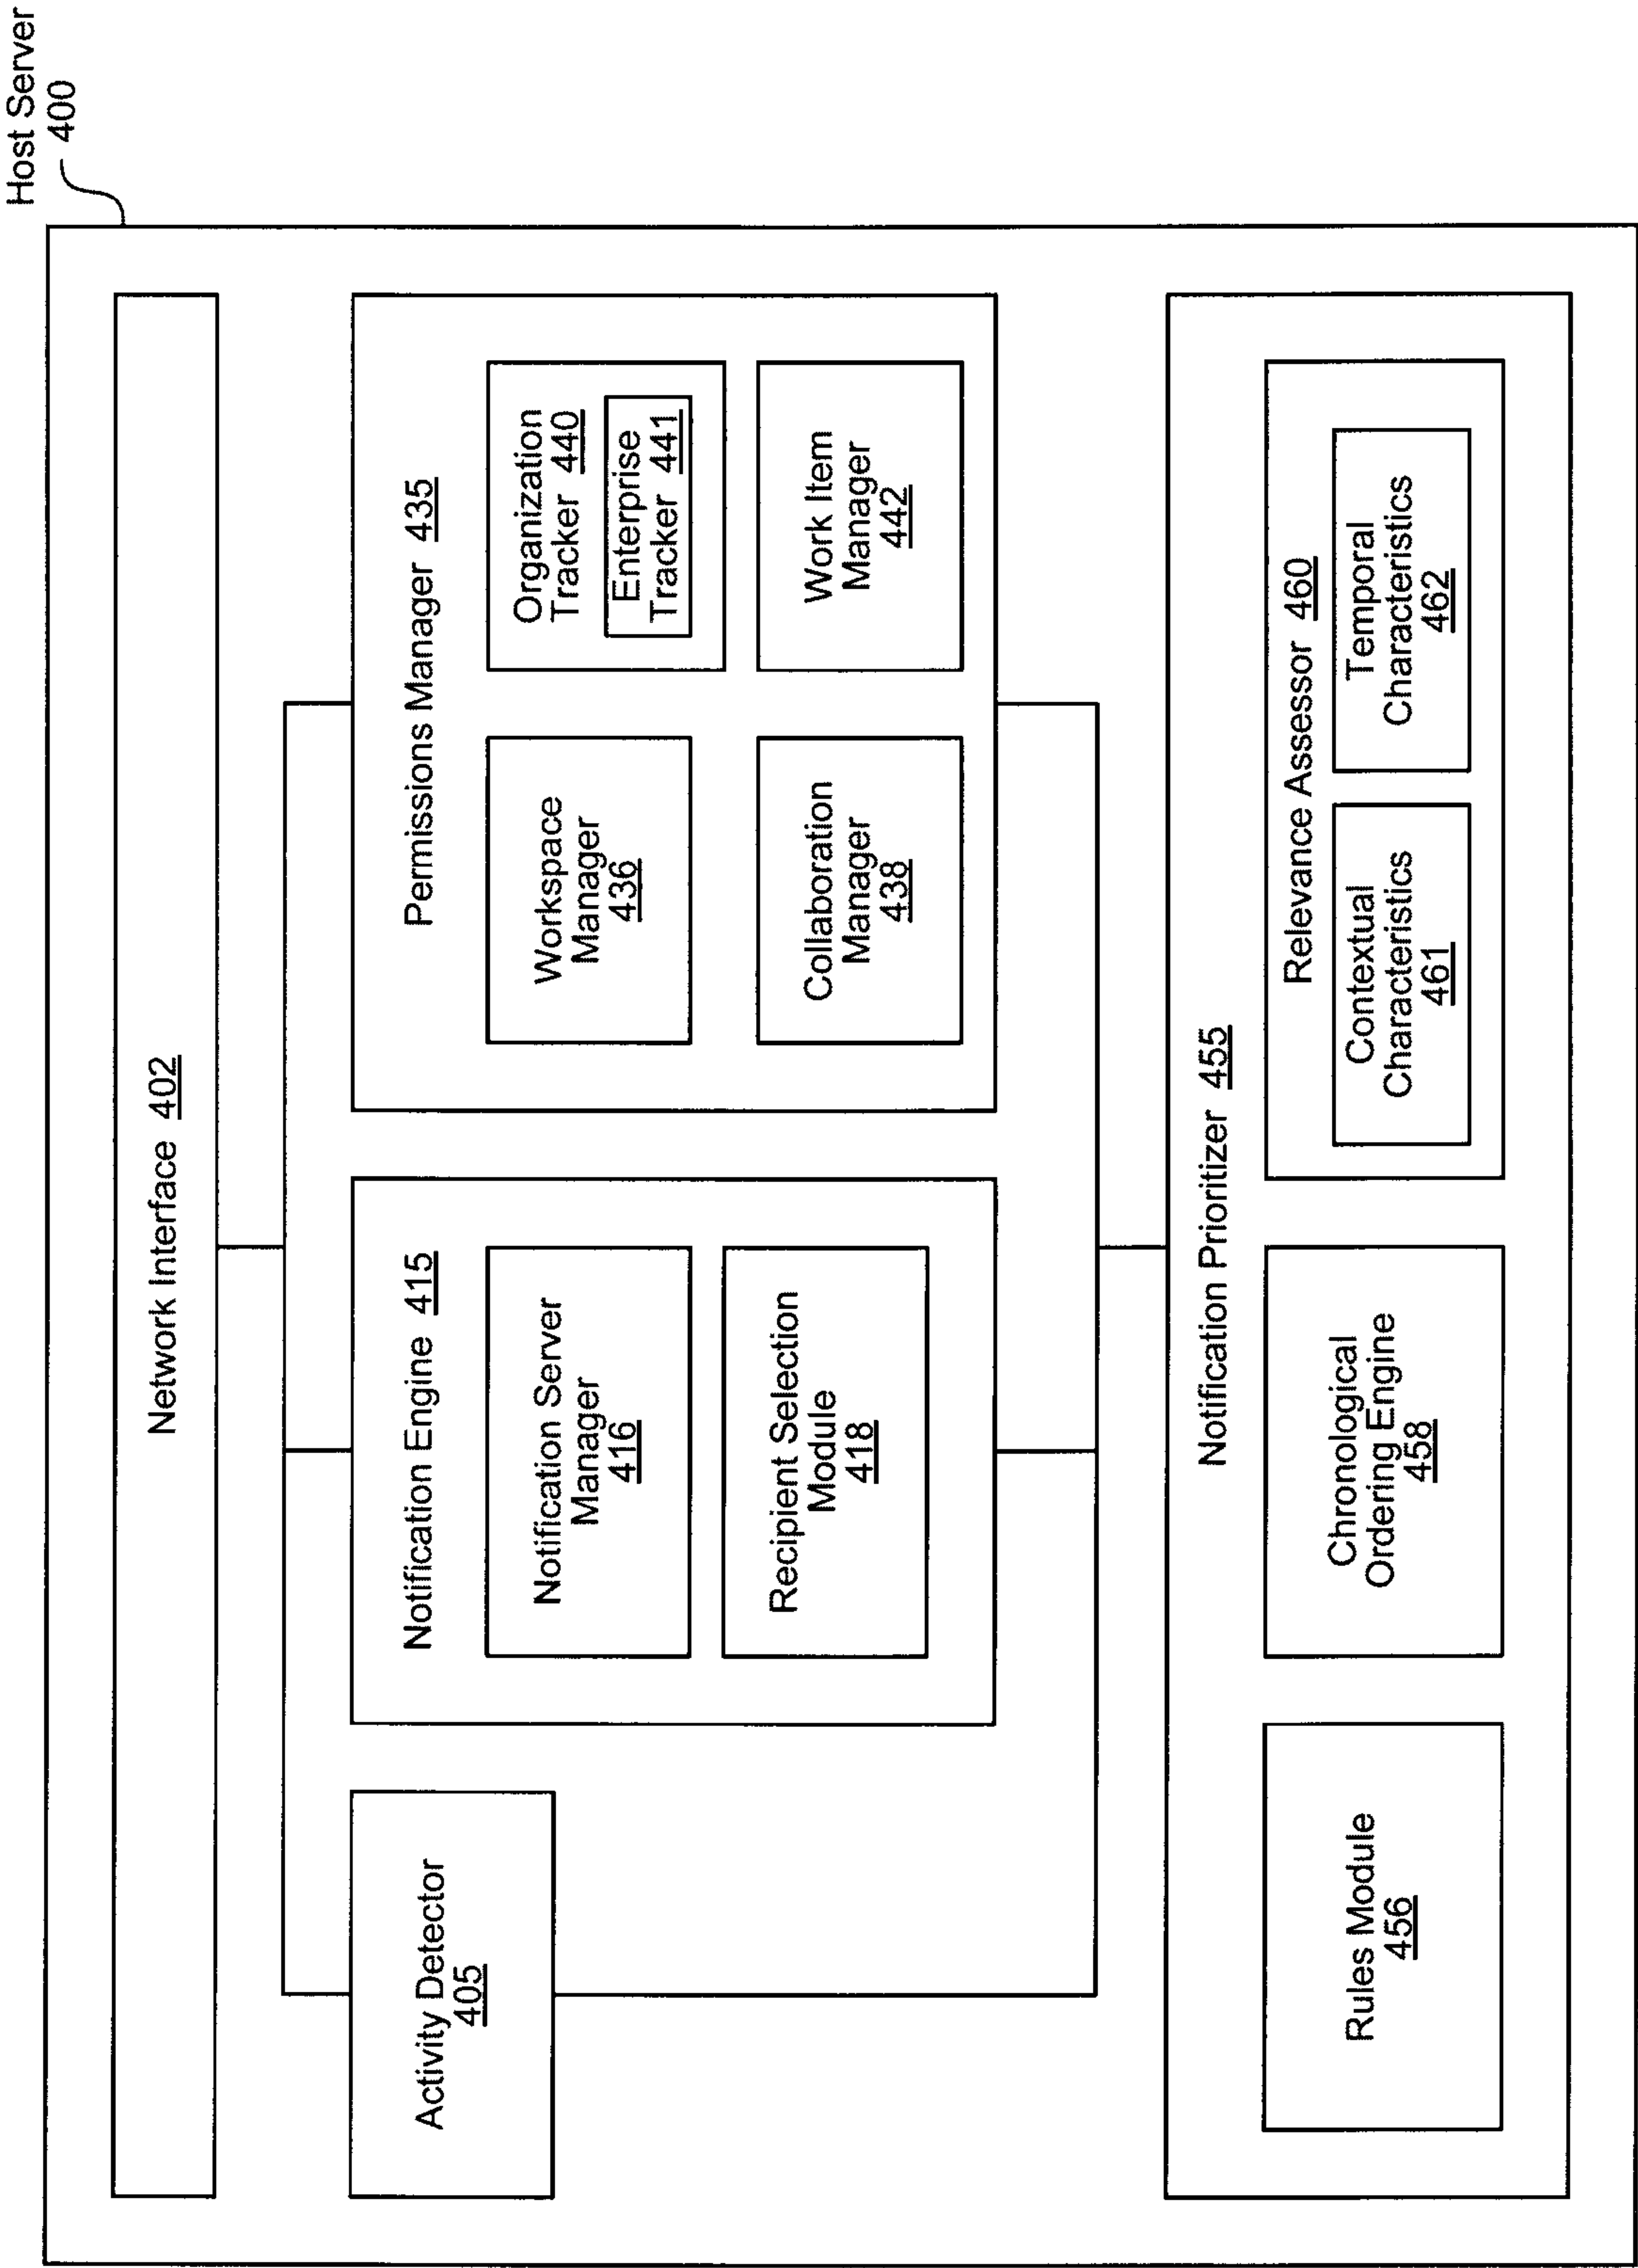 Host Server
400
Network Interface 402
Activity Detector
405
Notification Engine 415
Notification Server
Manager
416
Recipient Selection
Module
418
Permissions Manager 435
Workspace
Manager
436
Organization
Tracker 440
Enterprise
Tracker 441
Collaboration
Manager
438
Work Item
Manager
442
Notification Prioritizer 455
Rules Module
456
Chronological
Ordering Engine
458
Relevance Assessor 460
Contextual
Characteristics
461
Temporal
Characteristics
462